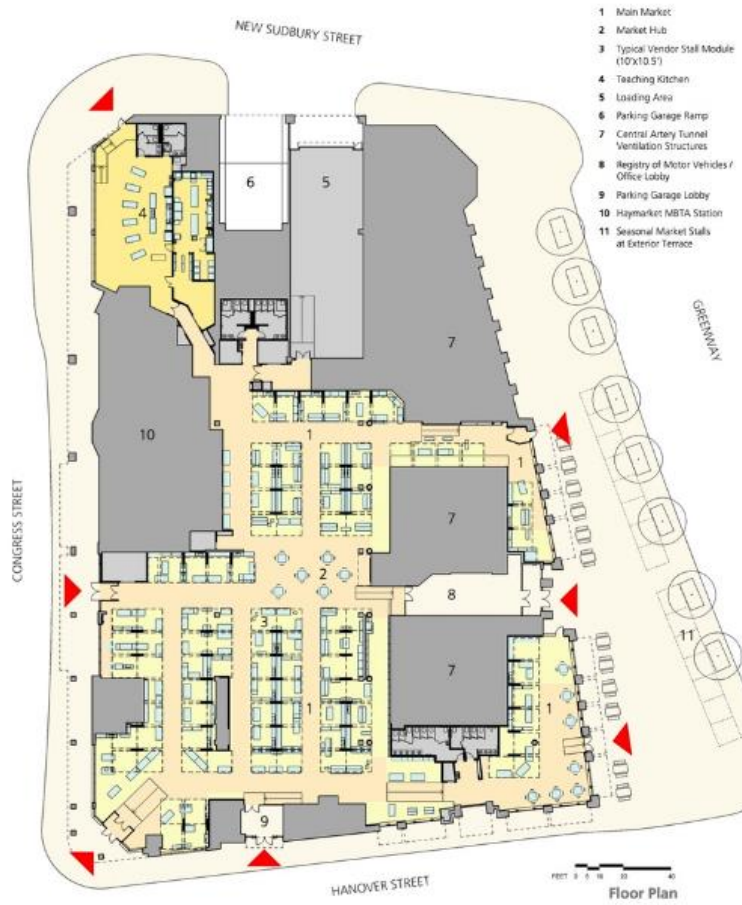 NEW SUDBURY STREET
1 Main Market
2 Market Hub
3 Typical Vendor Stall Module
(10'x10.5')
4 Teaching Kitchen
5 Loading Area
6 Parking Garage Ramp
7 Central Artery Tunnel
Ventilation Structures
8 Registry of Motor Vehicles /
Office Lobby
9 Parking Garage Lobby
10 Haymarket MBTA Station
11 Seasonal Market Stalls
at Exterior Terrace
6
5
4
GREENWAY
7
10
1
1
7
CONGRESS STREET
2
8
3
11
7
1
1
9
HANOVER STREET
FEET 0 5 10 20 40
Floor Plan